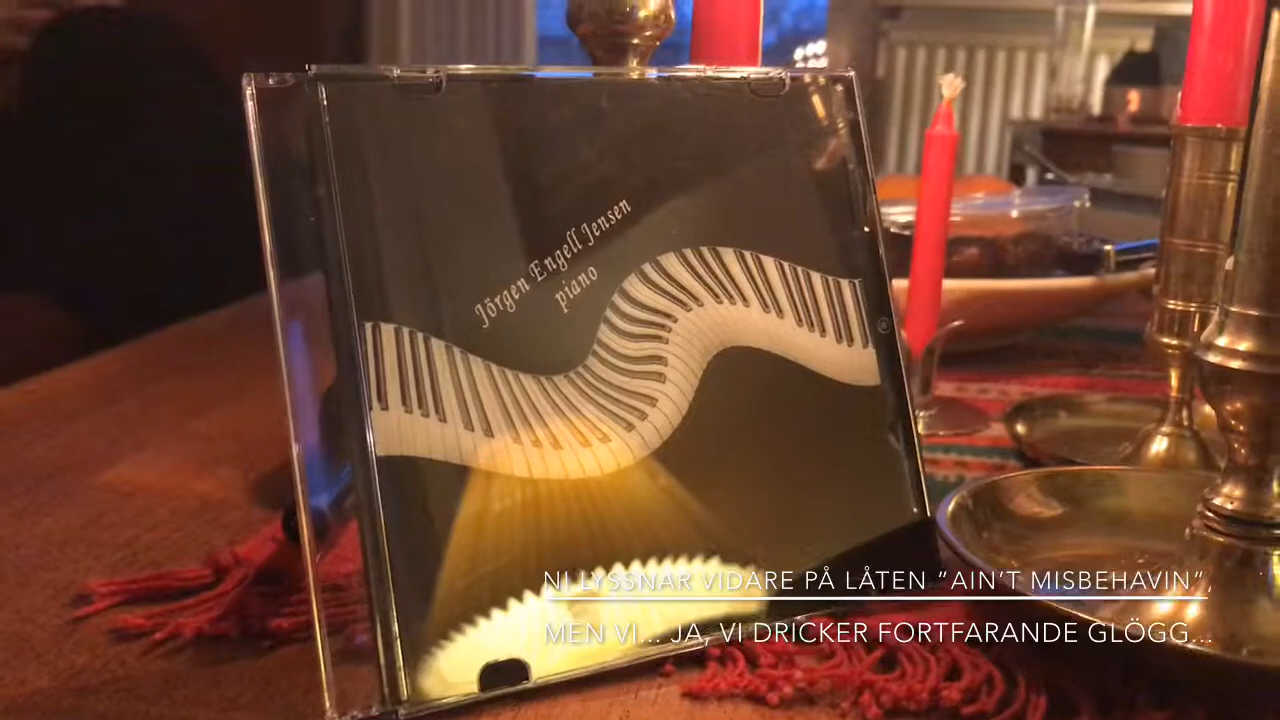 Jörgen Engell Jensen
piano
NI LYSSNAR VIDARE PÅ LÅTEN "AIN'T MISBEHAVIN",
MEN VI... JA, VI DRICKER FORTFARANDE GLÖGG...